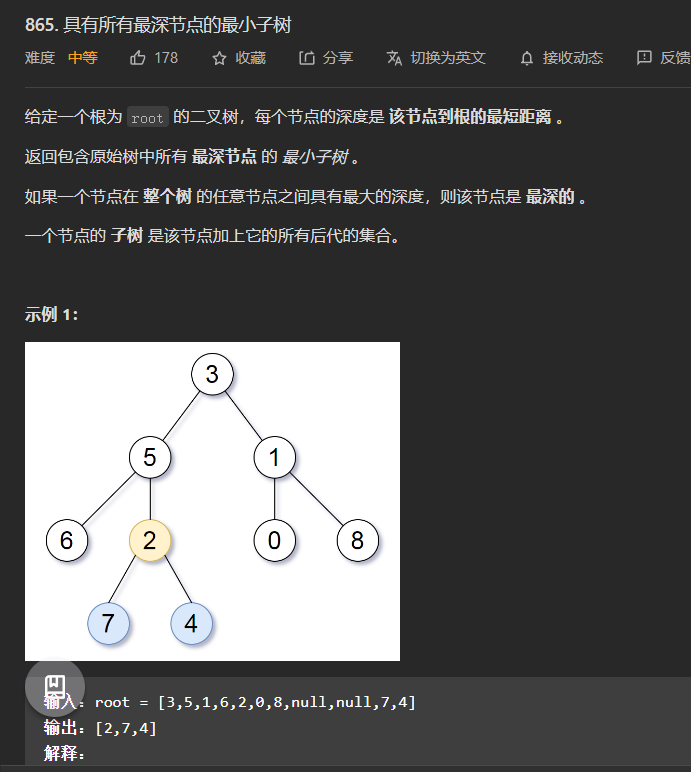 865. 具有所有最深节点的最小子树
难度 中等 178 收藏 分享 切换为英文 接收动态 反馈
给定一个根为 root 的二叉树，每个节点的深度是 该节点到根的最短距离 。
返回包含原始树中所有 最深节点 的 最小子树 。
如果一个节点在 整个树 的任意节点之间具有最大的深度，则该节点是 最深的 。
一个节点的 子树 是该节点加上它的所有后代的集合。
示例 1：
3
5 1
6 2 0 8
7 4
输入：root = [3,5,1,6,2,0,8,null,null,7,4]
输出：[2,7,4]
解释：